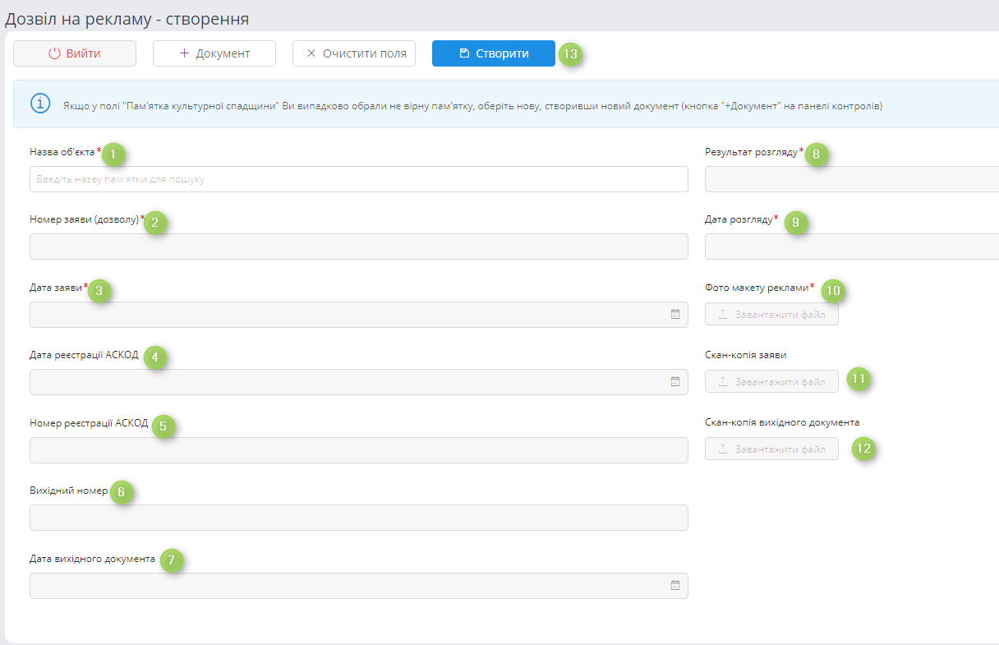 Дозвіл на рекламу - створення
Вийти
+ Документ
× Очистити поля
Створити
13
Якщо у полі "Пам'ятка культурної спадщини" Ви випадково обрали не вірну пам'ятку, оберіть нову, створивши новий документ (кнопка "+Документ" на панелі контролів)
Назва об'єкта* 1
Введіть назву пам'ятки для пошуку
Номер заяви (дозволу)* 2
Дата заяви* 3
Дата реєстрації АСКОД 4
Номер реєстрації АСКОД 5
Вихідний номер 6
Дата вихідного документа 7
Результат розгляду* 8
Дата розгляду* 9
Фото макету реклами* 10
Завантажити файл
Скан-копія заяви
Завантажити файл 11
Скан-копія вихідного документа
Завантажити файл 12